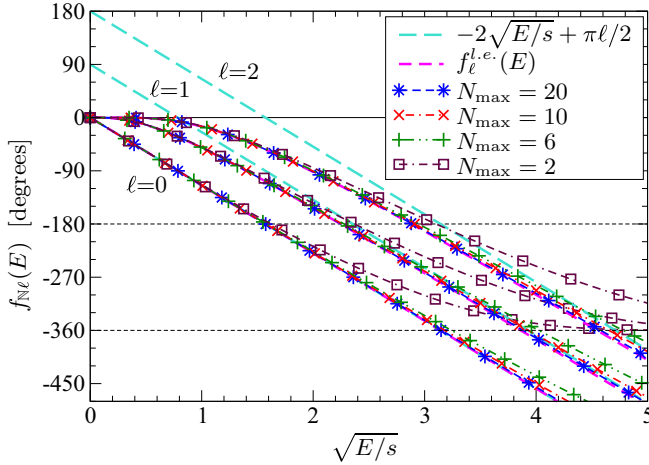 180
90
0
-90
-180
-270
-360
-450
f_{ℕℓ}(E) [degrees]
ℓ=2
ℓ=1
ℓ=0
−2√E/s + πℓ/2
f_ℓ^{l.e.}(E)
N_max = 20
N_max = 10
N_max = 6
N_max = 2
0 1 2 3 4 5
√E/s